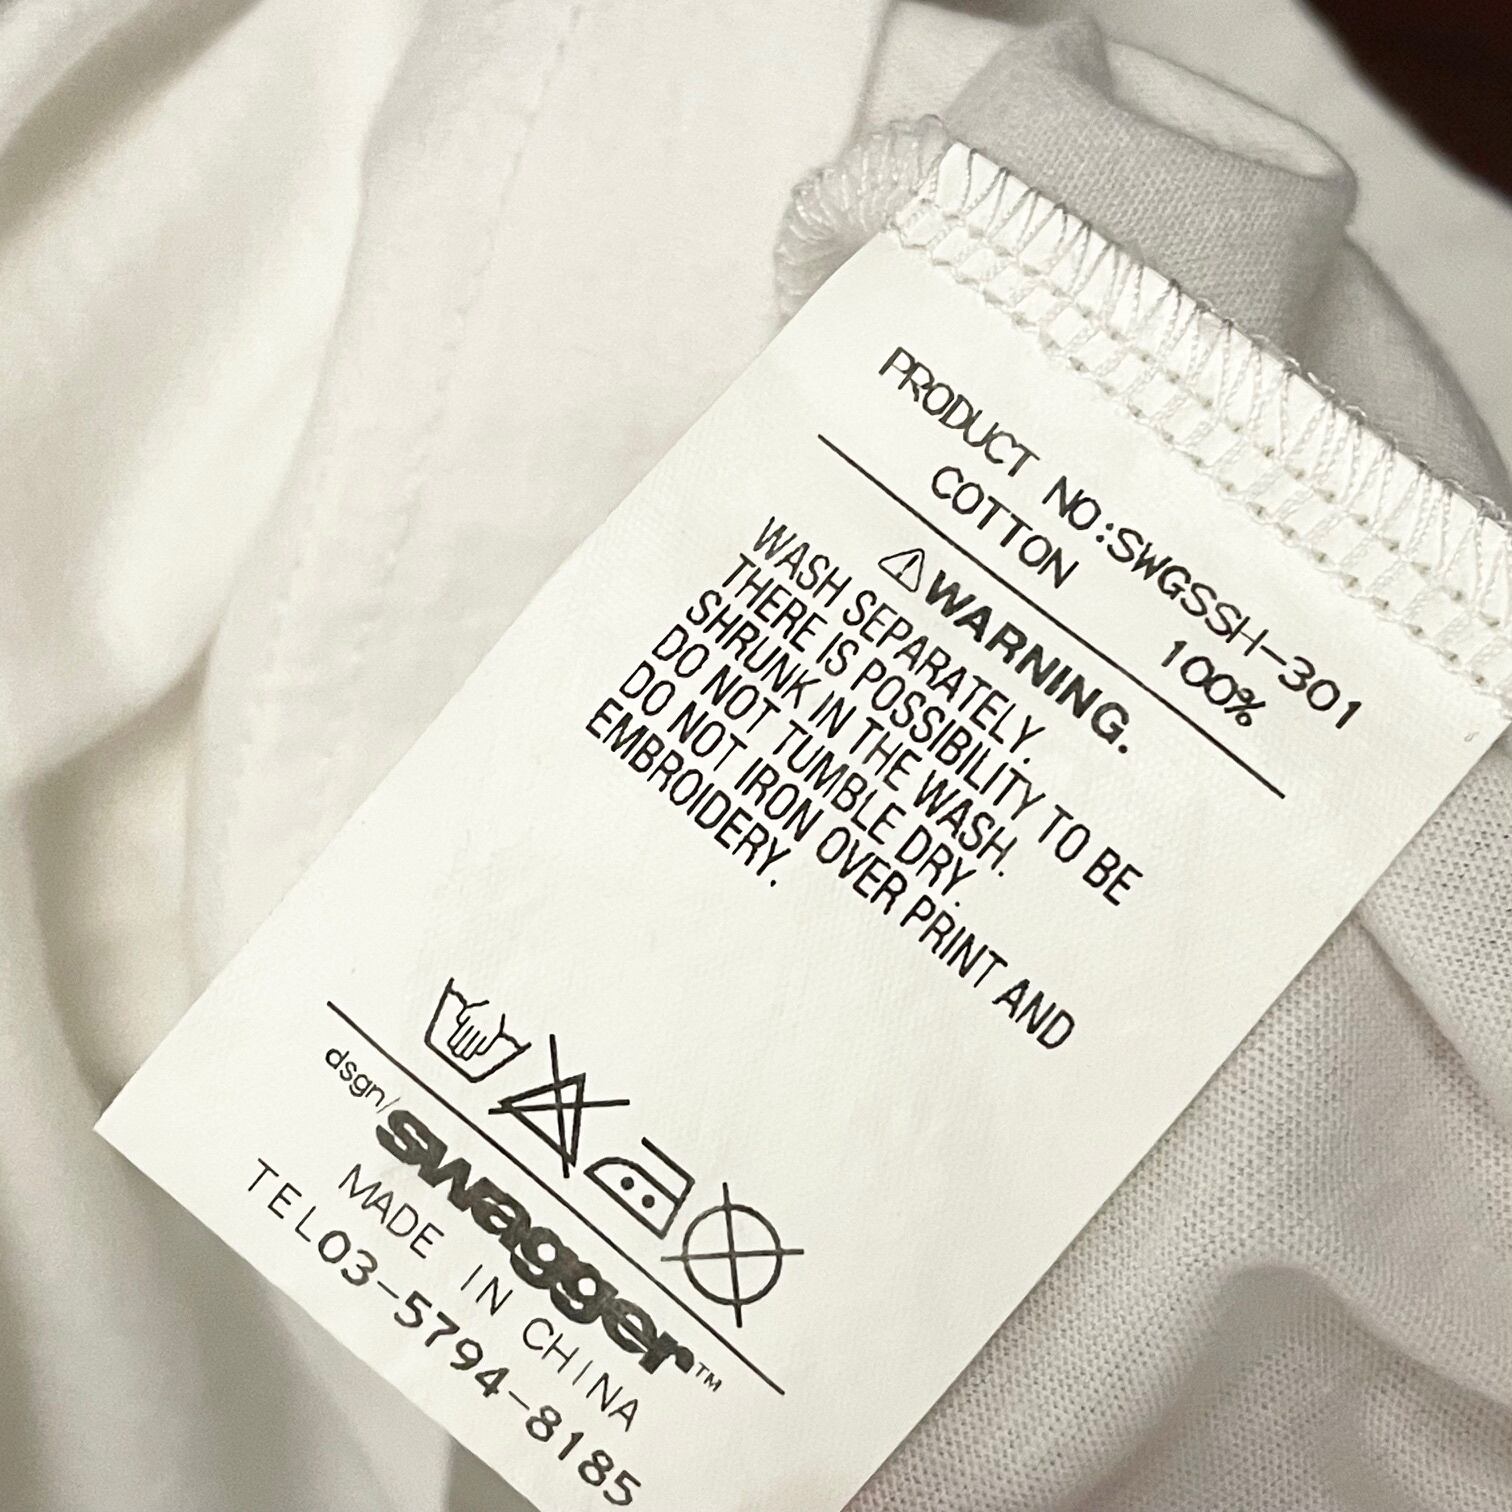 PRODUCT NO:SWGSSH-301
COTTON 100%
WARNING.
WASH SEPARATELY.
THERE IS POSSIBILITY TO BE
SHRUNK IN THE WASH.
DO NOT TUMBLE DRY.
DO NOT IRON OVER PRINT AND
EMBROIDERY.
dsgn/swagger™
MADE IN CHINA
TEL03-5794-8185